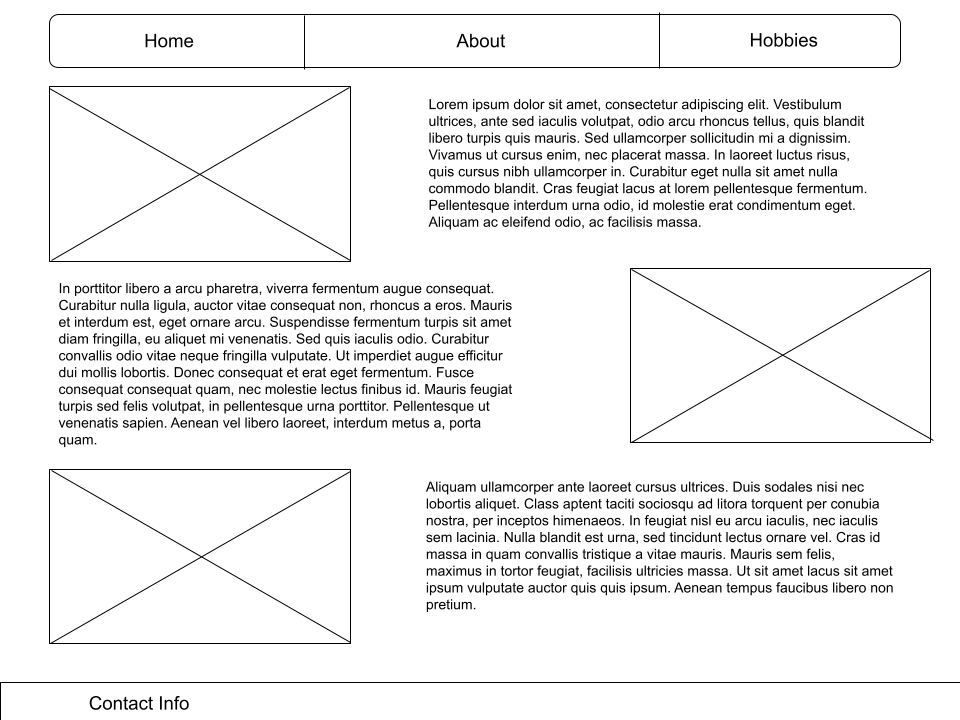 Home About Hobbies
Lorem ipsum dolor sit amet, consectetur adipiscing elit. Vestibulum
ultrices, ante sed iaculis volutpat, odio arcu rhoncus tellus, quis blandit
libero turpis quis mauris. Sed ullamcorper sollicitudin mi a dignissim.
Vivamus ut cursus enim, nec placerat massa. In laoreet luctus risus,
quis cursus nibh ullamcorper in. Curabitur eget nulla sit amet nulla
commodo blandit. Cras feugiat lacus at lorem pellentesque fermentum.
Pellentesque interdum urna odio, id molestie erat condimentum eget.
Aliquam ac eleifend odio, ac facilisis massa.
In porttitor libero a arcu pharetra, viverra fermentum augue consequat.
Curabitur nulla ligula, auctor vitae consequat non, rhoncus a eros. Mauris
et interdum est, eget ornare arcu. Suspendisse fermentum turpis sit amet
diam fringilla, eu aliquet mi venenatis. Sed quis iaculis odio. Curabitur
convallis odio vitae neque fringilla vulputate. Ut imperdiet augue efficitur
dui mollis lobortis. Donec consequat et erat eget fermentum. Fusce
consequat consequat quam, nec molestie lectus finibus id. Mauris feugiat
turpis sed felis volutpat, in pellentesque urna porttitor. Pellentesque ut
venenatis sapien. Aenean vel libero laoreet, interdum metus a, porta
quam.
Aliquam ullamcorper ante laoreet cursus ultrices. Duis sodales nisi nec
lobortis aliquet. Class aptent taciti sociosqu ad litora torquent per conubia
nostra, per inceptos himenaeos. In feugiat nisl eu arcu iaculis, nec iaculis
sem lacinia. Nulla blandit est urna, sed tincidunt lectus ornare vel. Cras id
massa in quam convallis tristique a vitae mauris. Mauris sem felis,
maximus in tortor feugiat, facilisis ultricies massa. Ut sit amet lacus sit amet
ipsum vulputate auctor quis quis ipsum. Aenean tempus faucibus libero non
pretium.
Contact Info